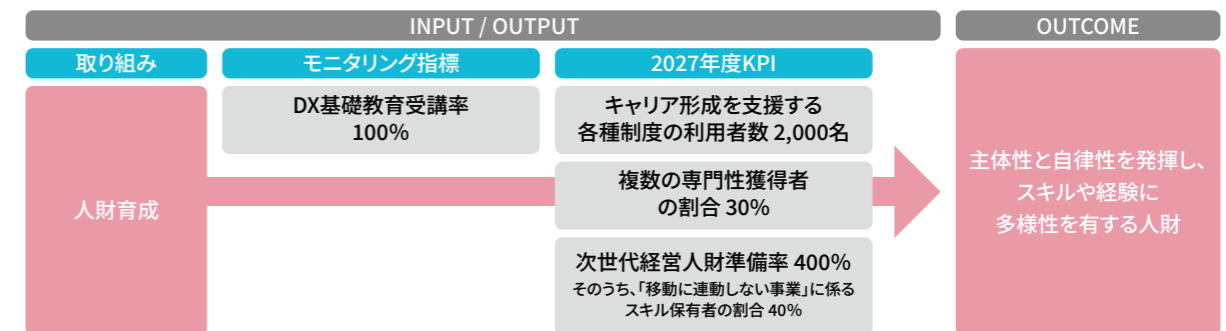 INPUT / OUTPUT
OUTCOME
取り組み
モニタリング指標
2027年度KPI
人財育成
DX基礎教育受講率
100%
キャリア形成を支援する
各種制度の利用者数 2,000名
複数の専門性獲得者
の割合 30%
次世代経営人財準備率 400%
そのうち、「移動に連動しない事業」に係る
スキル保有者の割合 40%
主体性と自律性を発揮し、
スキルや経験に
多様性を有する人財